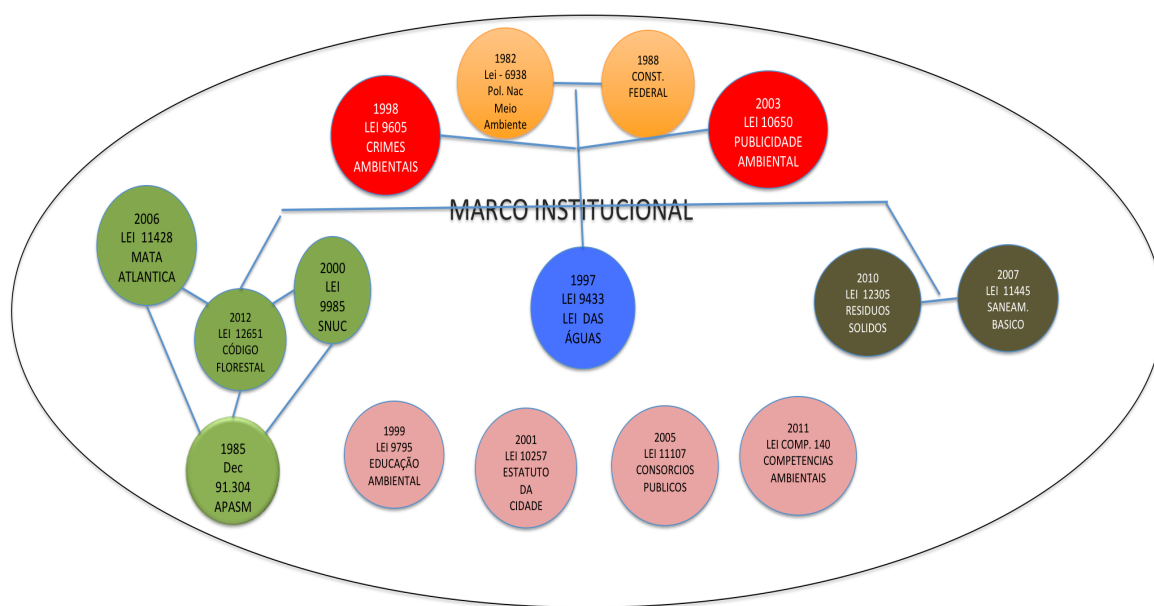 1982
Lei - 6938
Pol. Nac
Meio
Ambiente
1988
CONST.
FEDERAL
1998
LEI 9605
CRIMES
AMBIENTAIS
2003
LEI 10650
PUBLICIDADE
AMBIENTAL
MARCO INSTITUCIONAL
2006
LEI 11428
MATA
ATLANTICA
2000
LEI
9985
SNUC
2012
LEI 12651
CÓDIGO
FLORESTAL
1985
Dec
91.304
APASM
1997
LEI 9433
LEI DAS
ÁGUAS
2010
LEI 12305
RESIDUOS
SOLIDOS
2007
LEI 11445
SANEAM.
BASICO
1999
LEI 9795
EDUCAÇÃO
AMBIENTAL
2001
LEI 10257
ESTATUTO
DA
CIDADE
2005
LEI 11107
CONSORCIOS
PUBLICOS
2011
LEI COMP. 140
COMPETENCIAS
AMBIENTAIS